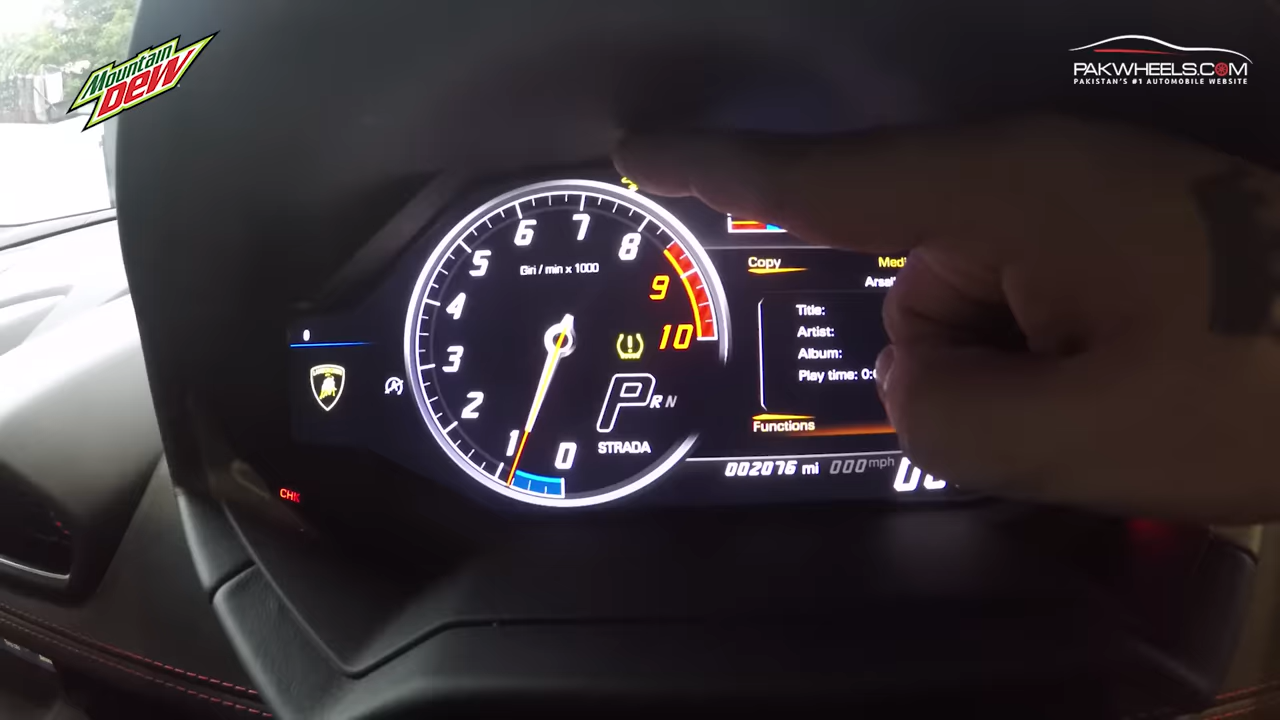 Mountain
DEW
PAKWHEELS.COM
PAKISTAN'S #1 AUTOMOBILE WEBSITE
6
7
8
5
Giri / min x 1000
9
4
10
3
2
1
0
P R N
STRADA
0
Copy
Title:
Artist:
Album:
Play time:
Functions
002076 mi
000 mph